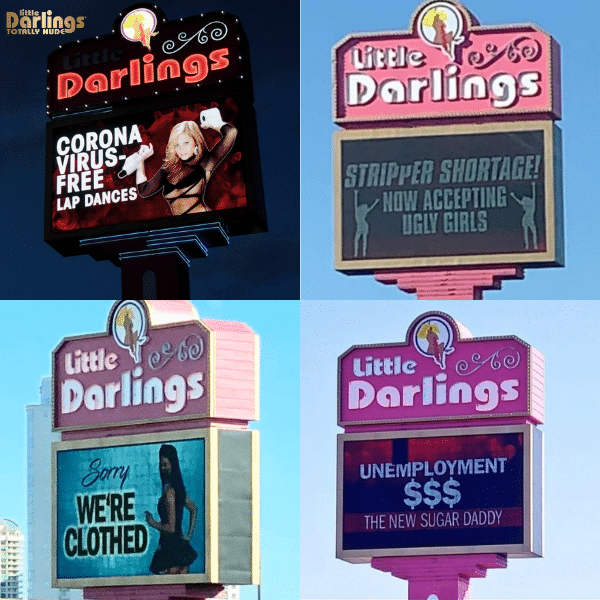 Little
Darlings
TOTALLY NUDE
Little
Darlings
CORONA
VIRUS-
FREE
LAP DANCES
Little
Darlings
STRIPPER SHORTAGE!
NOW ACCEPTING
UGLY GIRLS
Little
Darlings
Sorry
WE'RE
CLOTHED
Little
Darlings
UNEMPLOYMENT
$$$
THE NEW SUGAR DADDY